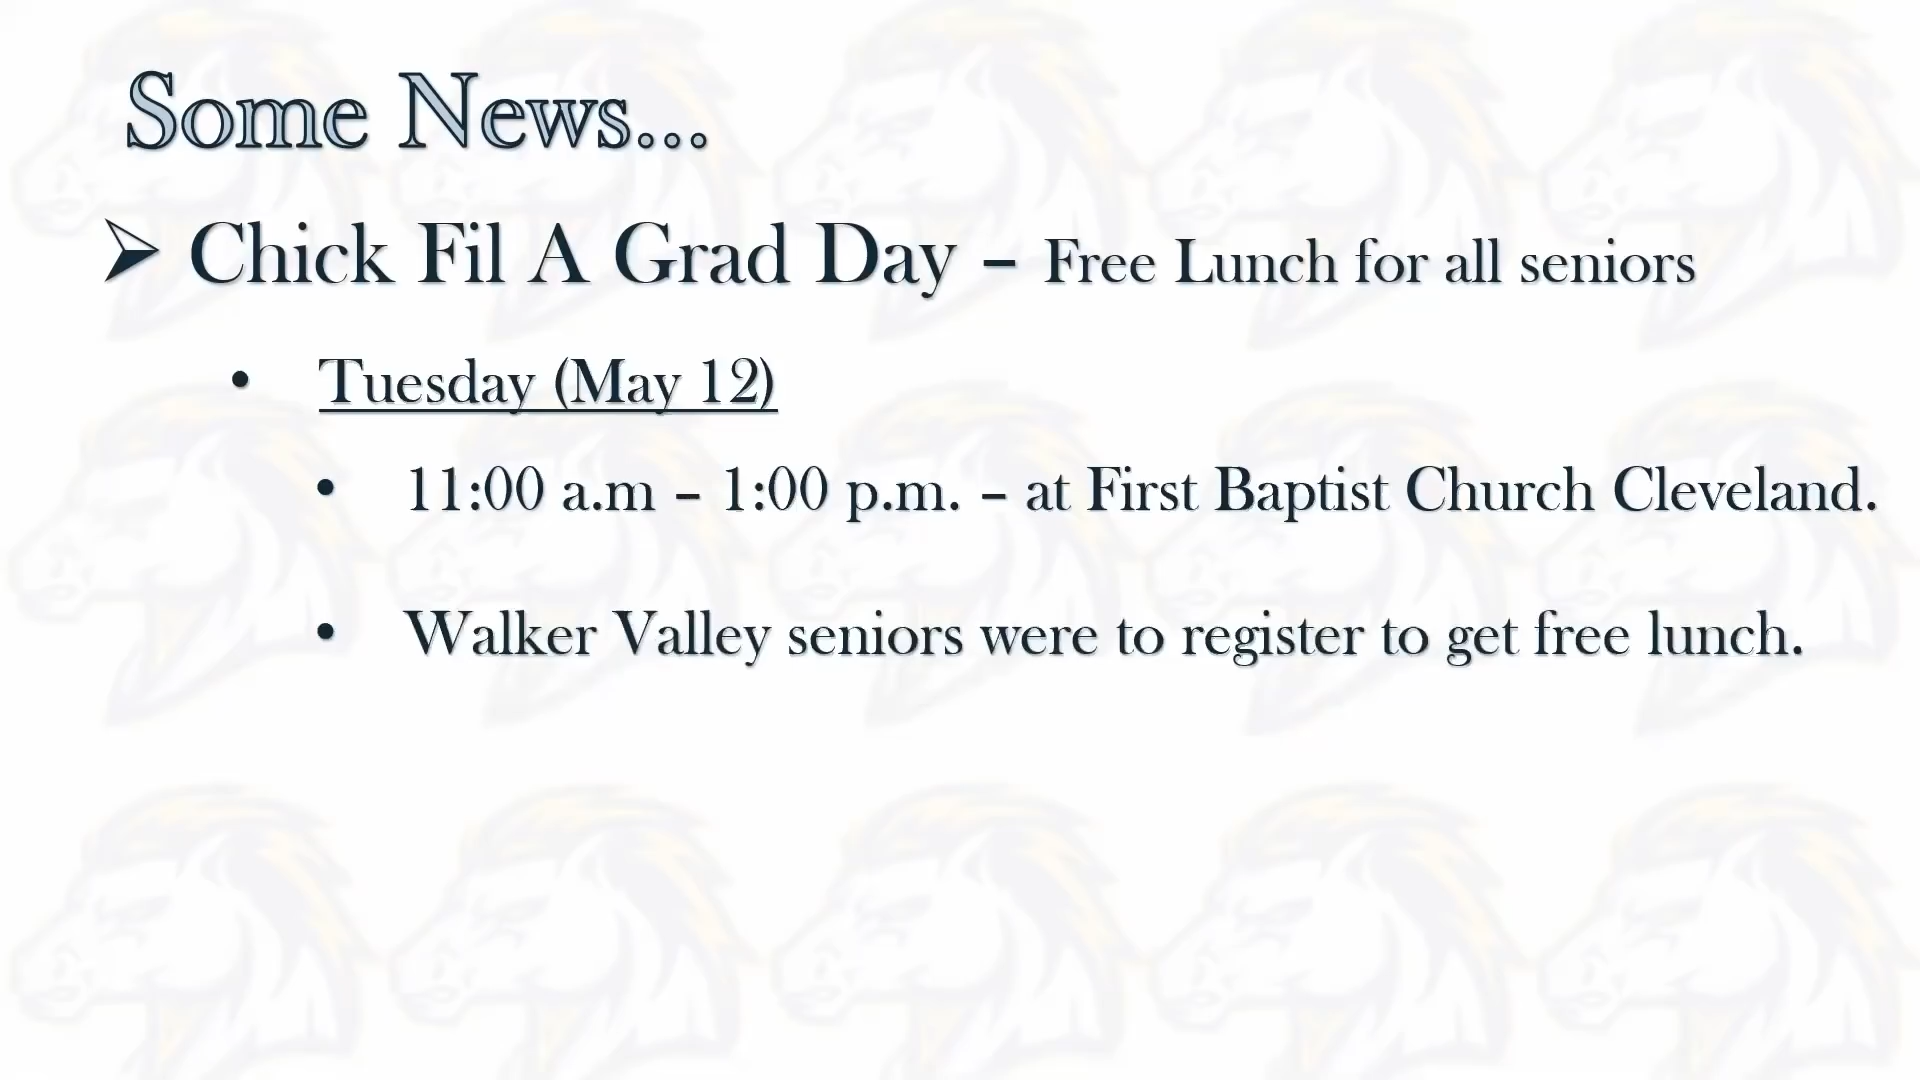 Some News...
➢ Chick Fil A Grad Day – Free Lunch for all seniors
• Tuesday (May 12)
• 11:00 a.m – 1:00 p.m. – at First Baptist Church Cleveland.
• Walker Valley seniors were to register to get free lunch.